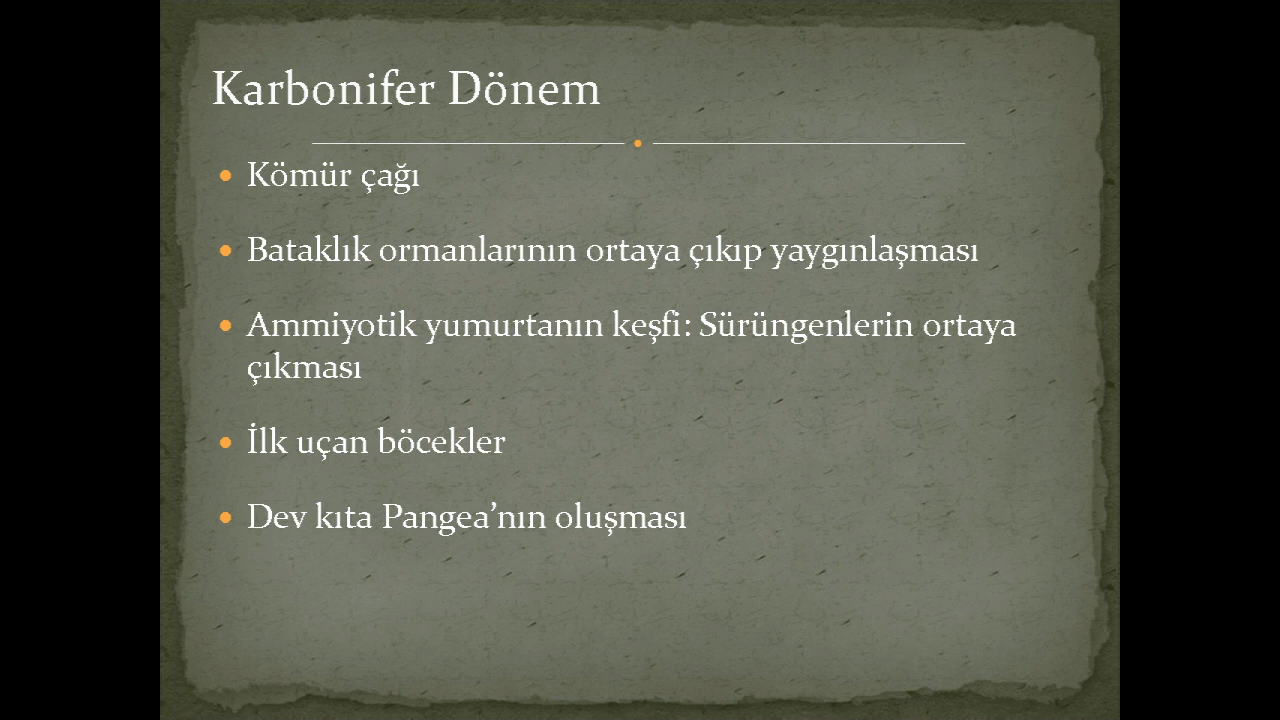 Karbonifer Dönem
Kömür çağı
Bataklık ormanlarının ortaya çıkıp yaygınlaşması
Ammiyotik yumurtanın keşfi: Sürüngenlerin ortaya
çıkması
İlk uçan böcekler
Dev kıta Pangea’nın oluşması